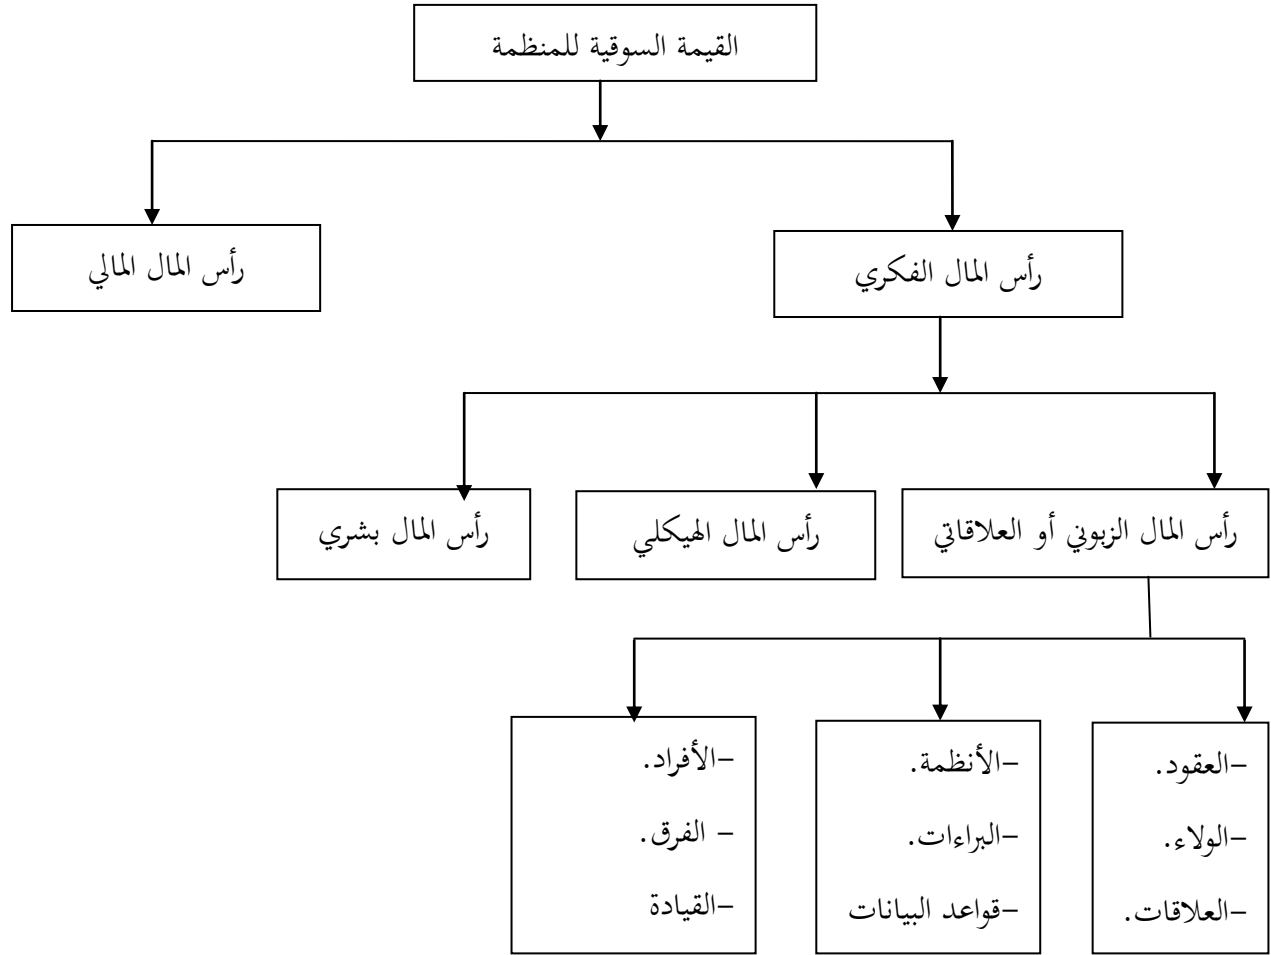 القيمة السوقية للمنظمة
رأس المال الفكري
رأس المال المالي
رأس المال الزبوني أو العلاقاتي
رأس المال الهيكلي
رأس المال بشري
-العقود.
-الولاء.
-العلاقات.
-الأنظمة.
-البراءات.
-قواعد البيانات
-الأفراد.
- الفرق.
-القيادة